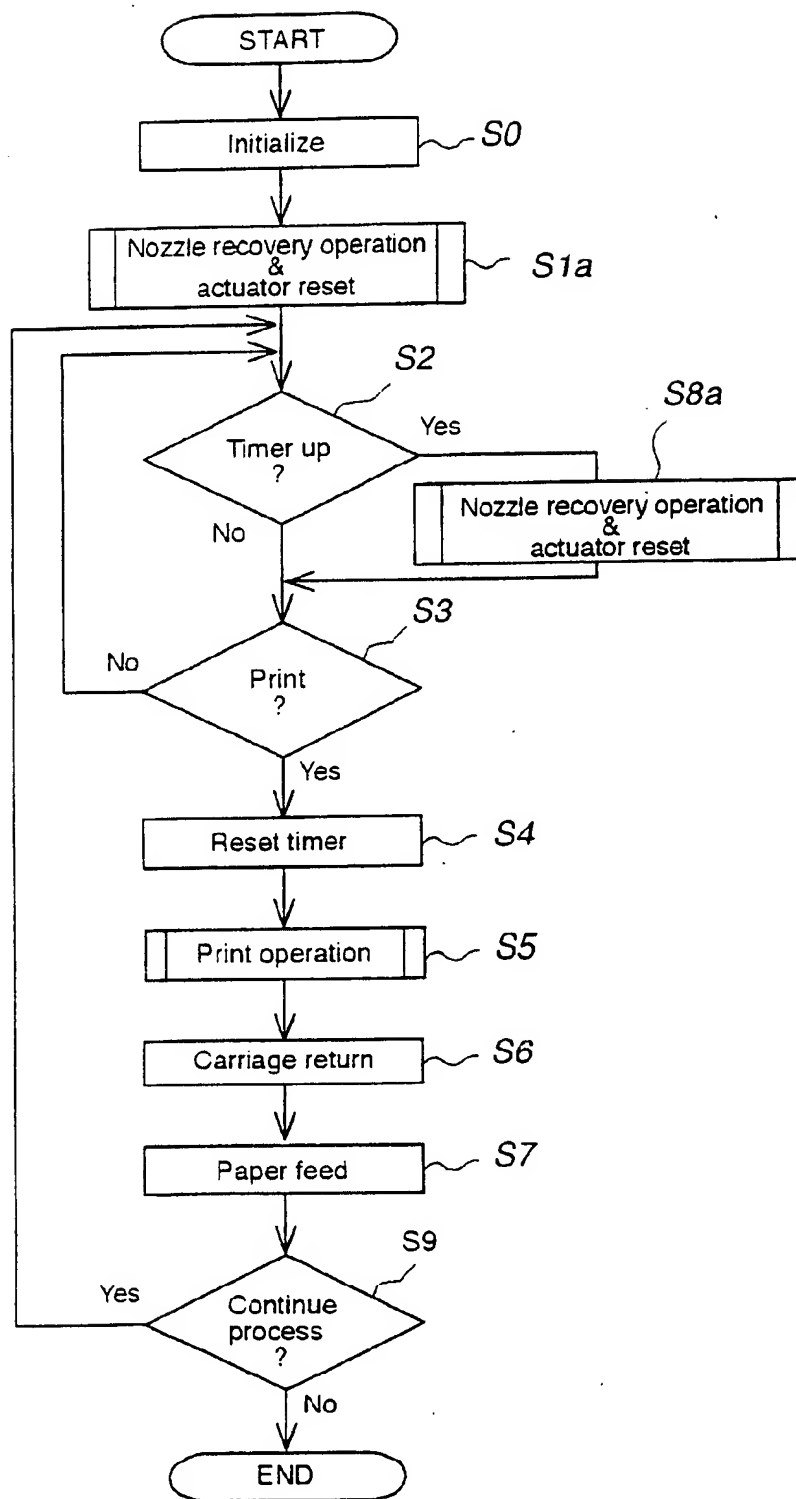 START
Initialize
S0
Nozzle recovery operation
&
actuator reset
S1a
S2
Timer up
?
Yes
No
S8a
Nozzle recovery operation
&
actuator reset
S3
Print
?
No
Yes
Reset timer
S4
Print operation
S5
Carriage return
S6
Paper feed
S7
S9
Continue
process
?
Yes
No
END